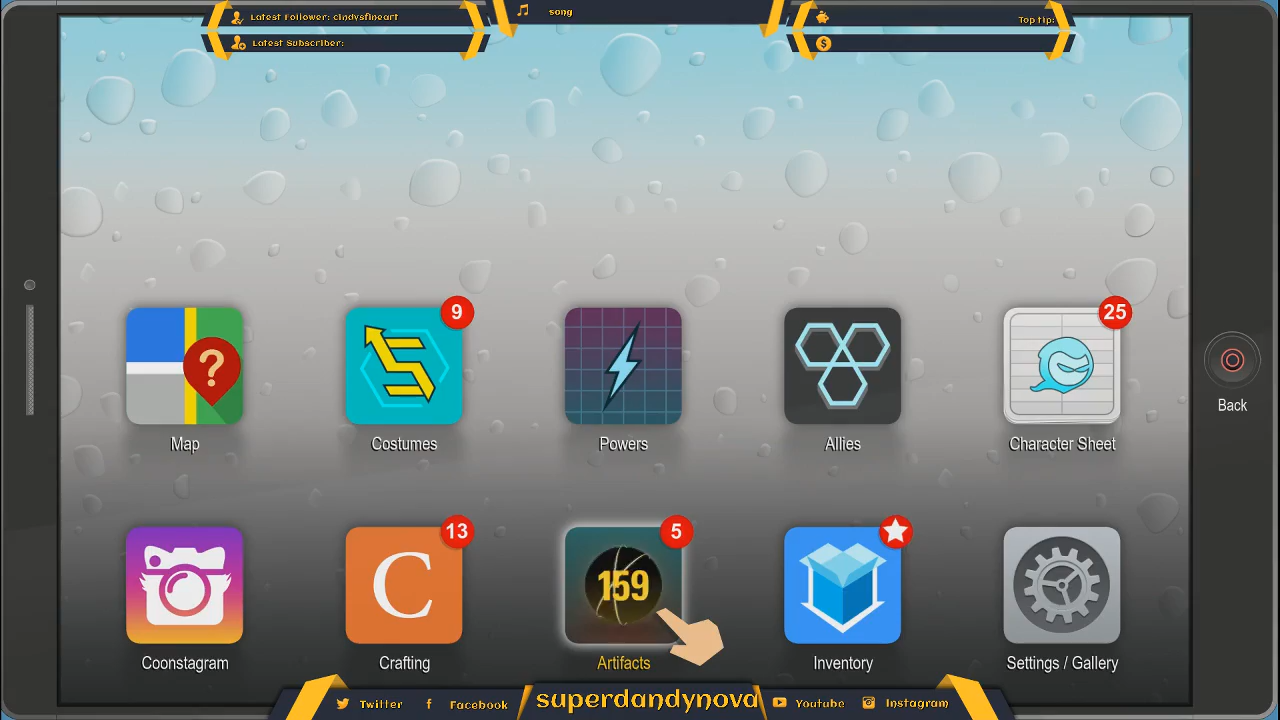 Latest Follower: cindysfineart
song
Top tip:
Latest Subscriber:
$
9
25
?
Map
Costumes
Powers
Allies
Character Sheet
Back
13
5
C
159
Coonstagram
Crafting
Artifacts
Inventory
Settings / Gallery
Twitter
Facebook
superdandynova
Youtube
Instagram